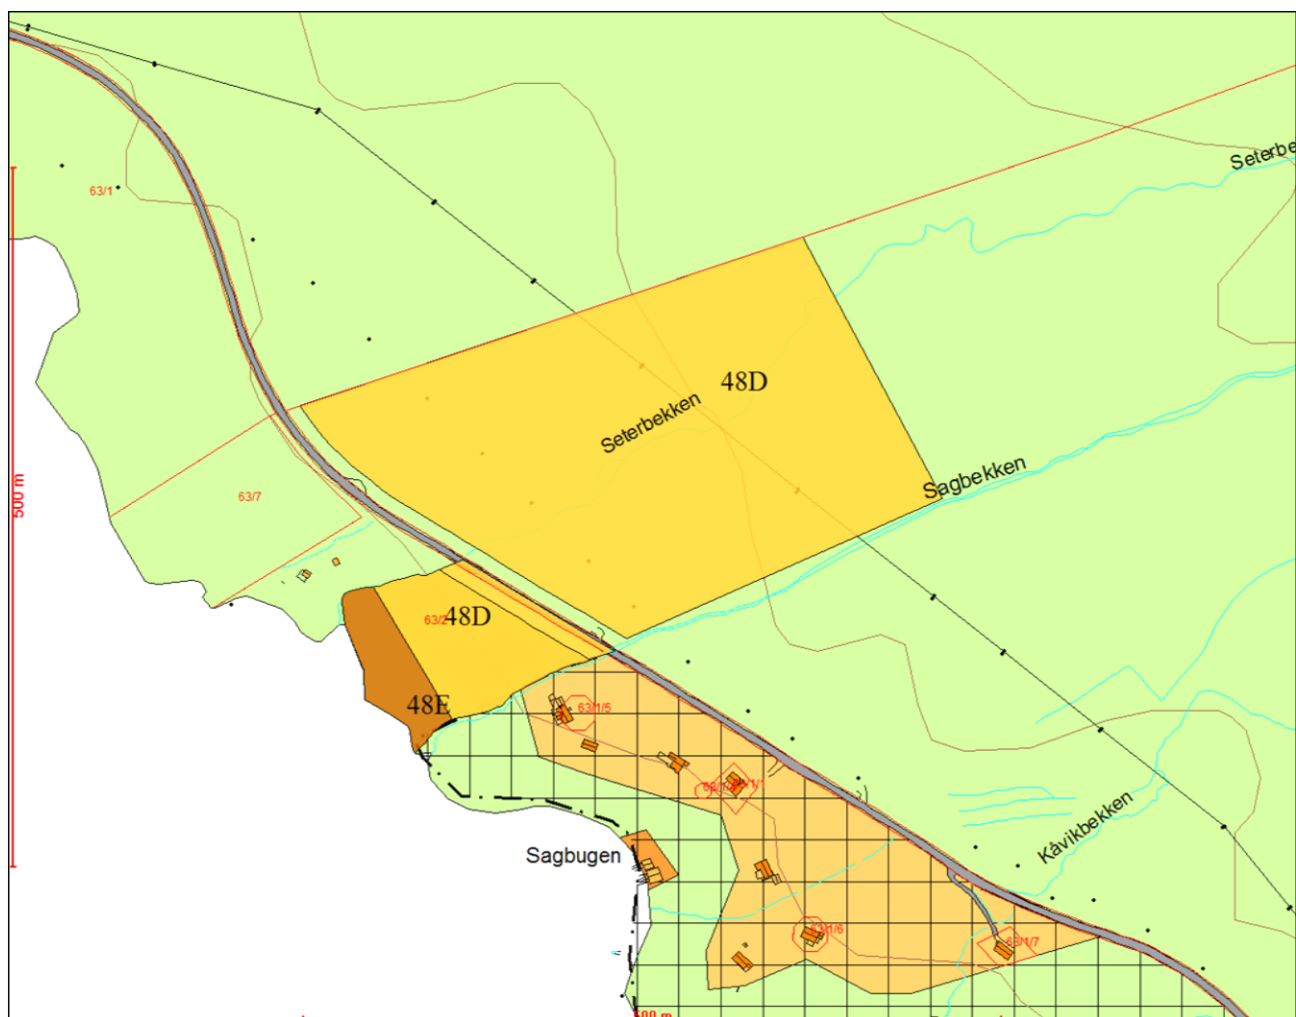 Seterbe
63/1
48D
Seterbekken
Sagbekken
500 m
63/7
63/2
48D
48E
63/1/5
Kåvikbekken
Sagbugen
63/1/6
63/1/7
500 m